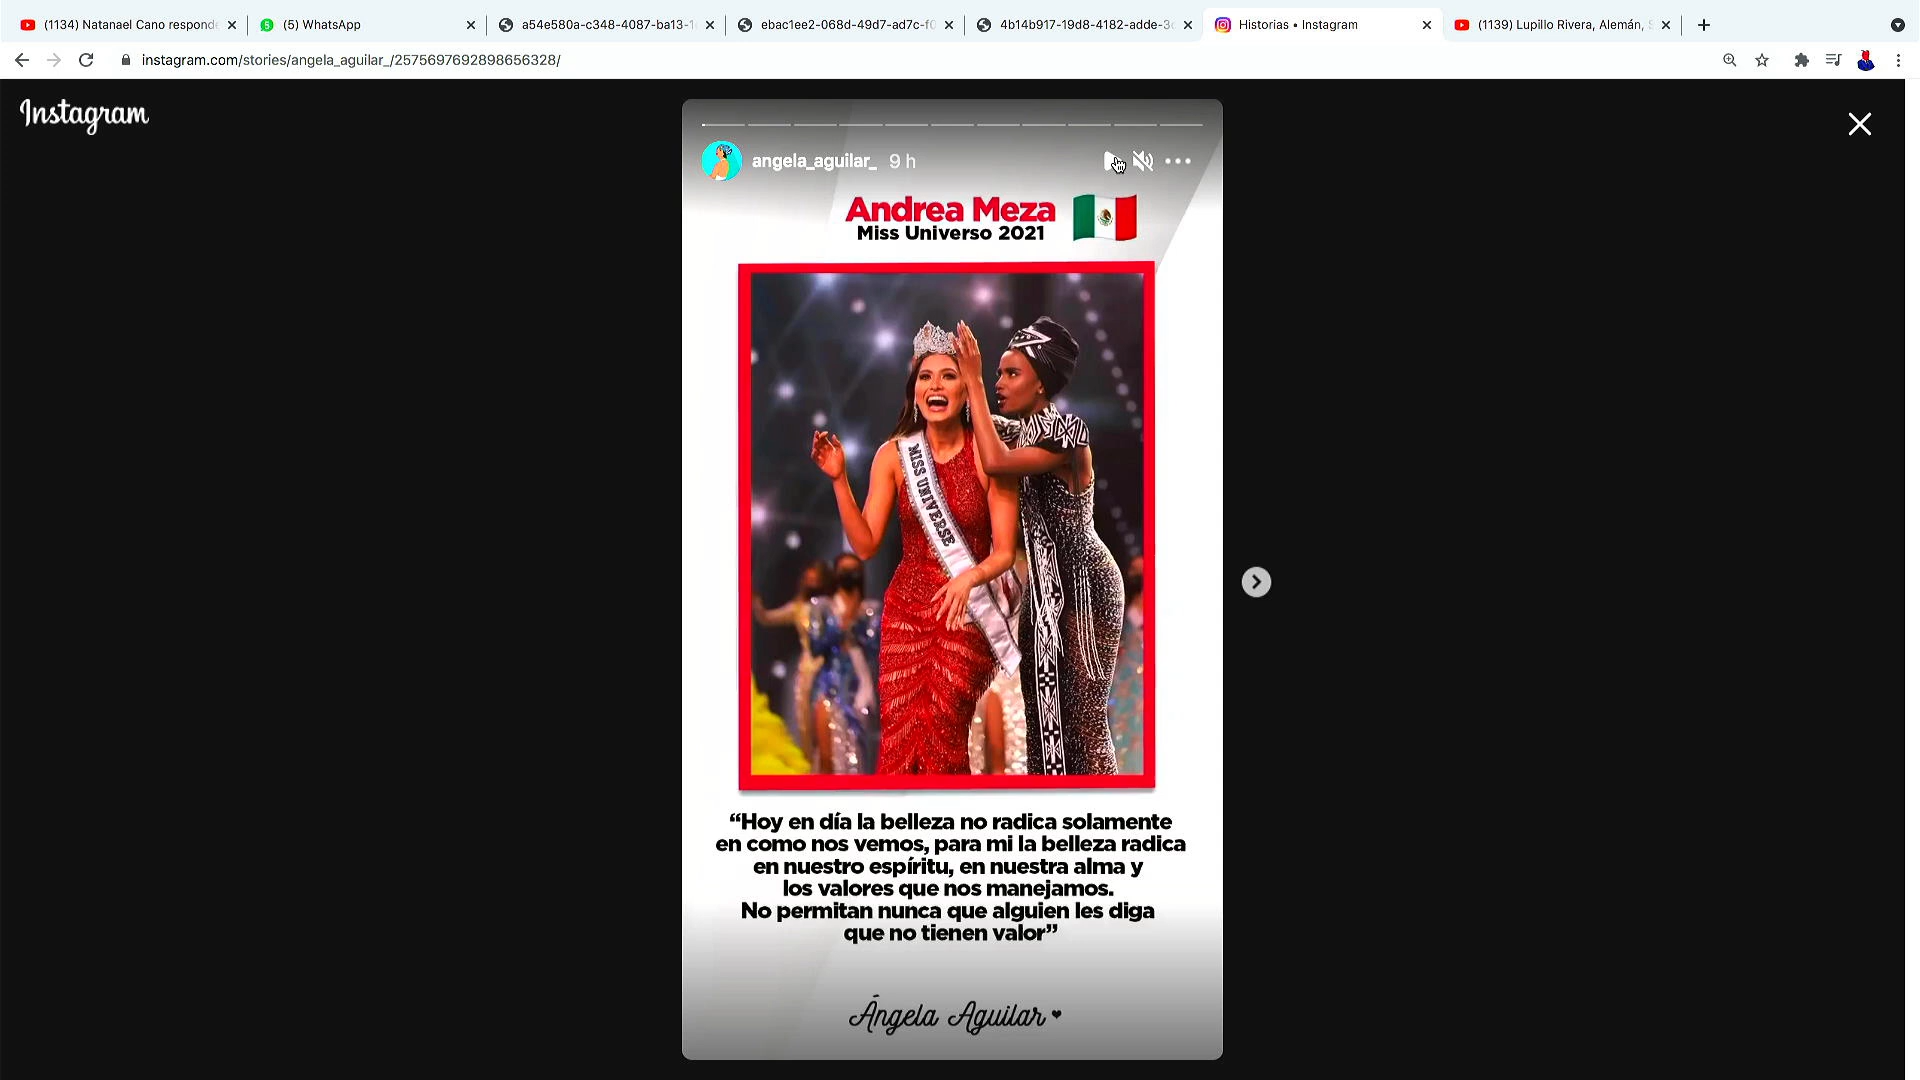 (1134) Natanael Cano responde
(5) WhatsApp
a54e580a-c348-4087-ba13-1
ebac1ee2-068d-49d7-ad7c-f0
4b14b917-19d8-4182-adde-3
Historias • Instagram
(1139) Lupillo Rivera, Alemán, S
instagram.com/stories/angela_aguilar_/2575697692898656328/
Instagram
angela_aguilar_ 9 h
Andrea Meza
Miss Universo 2021
MISS UNIVERSE
“Hoy en día la belleza no radica solamente
en como nos vemos, para mi la belleza radica
en nuestro espíritu, en nuestra alma y
los valores que nos manejamos.
No permitan nunca que alguien les diga
que no tienen valor”
Ángela Aguilar